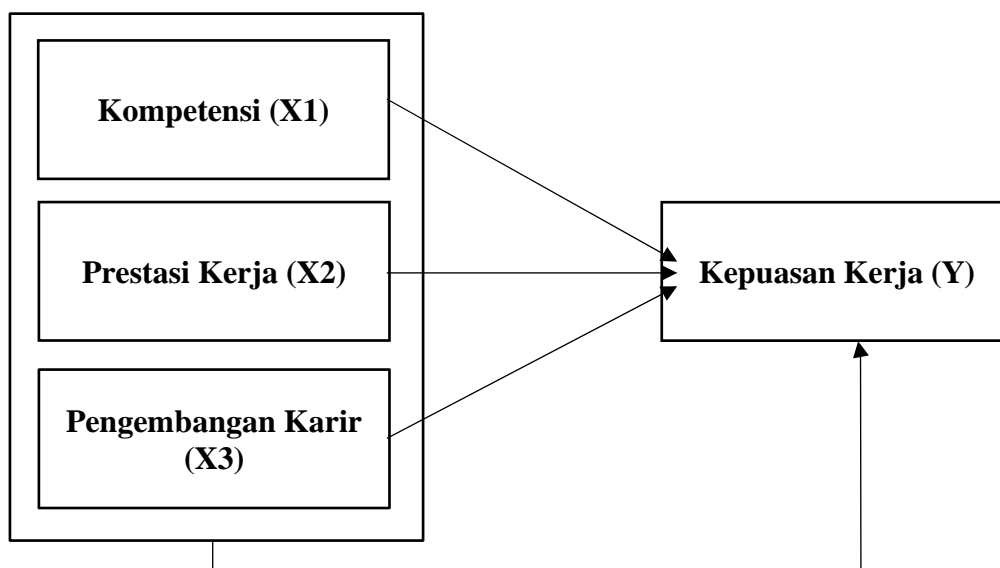 Kompetensi (X1)
Prestasi Kerja (X2)
Kepuasan Kerja (Y)
Pengembangan Karir
(X3)